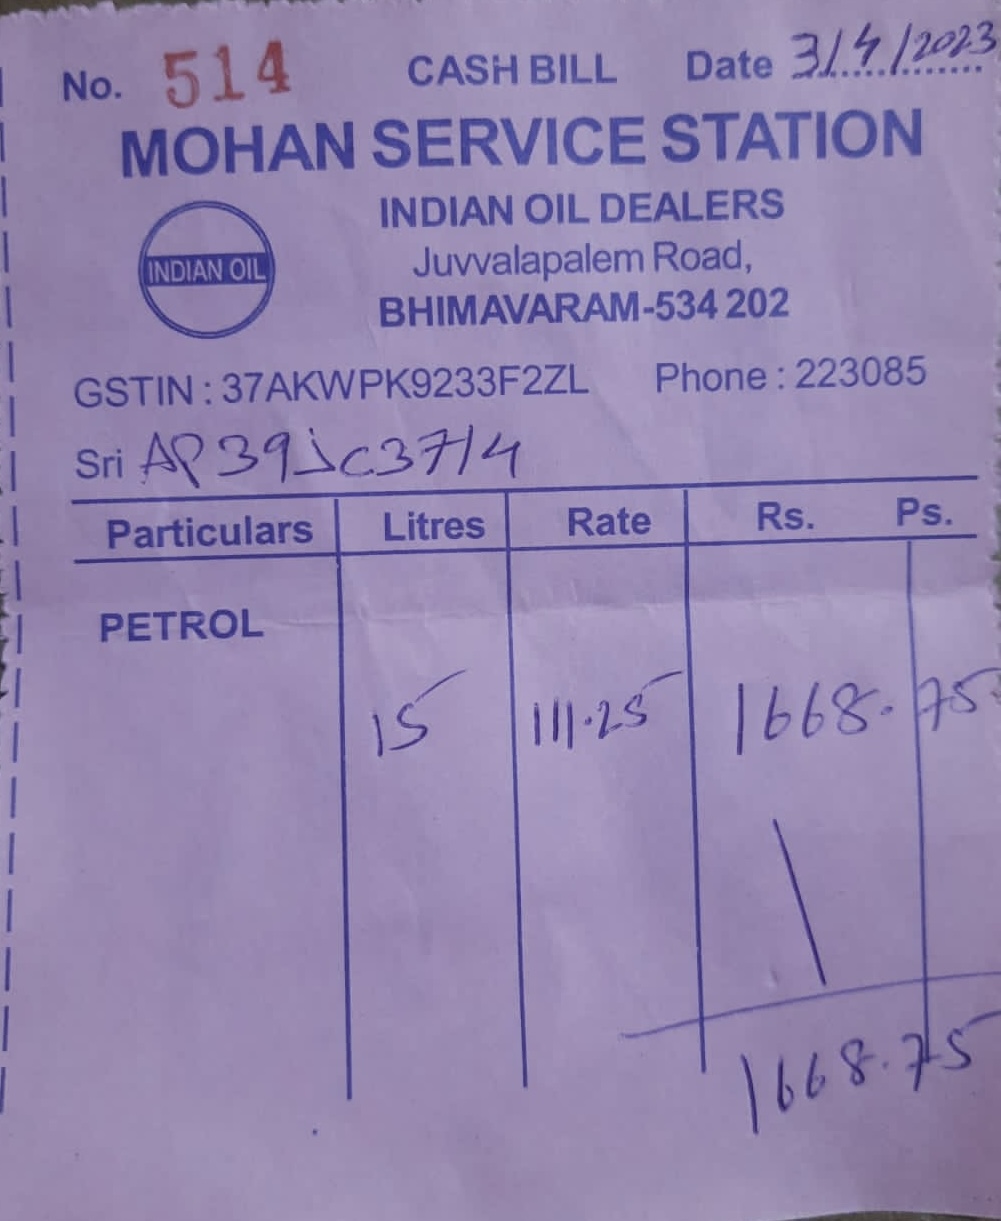 No. 514 CASH BILL Date 3/4/2023
MOHAN SERVICE STATION
INDIAN OIL
INDIAN OIL DEALERS
Juvvalapalem Road,
BHIMAVARAM-534 202
GSTIN : 37AKWPK9233F2ZL Phone : 223085
Sri AP39Jc3714
Particulars Litres Rate Rs. Ps.
PETROL
15 111.25 1668.75
1668.75